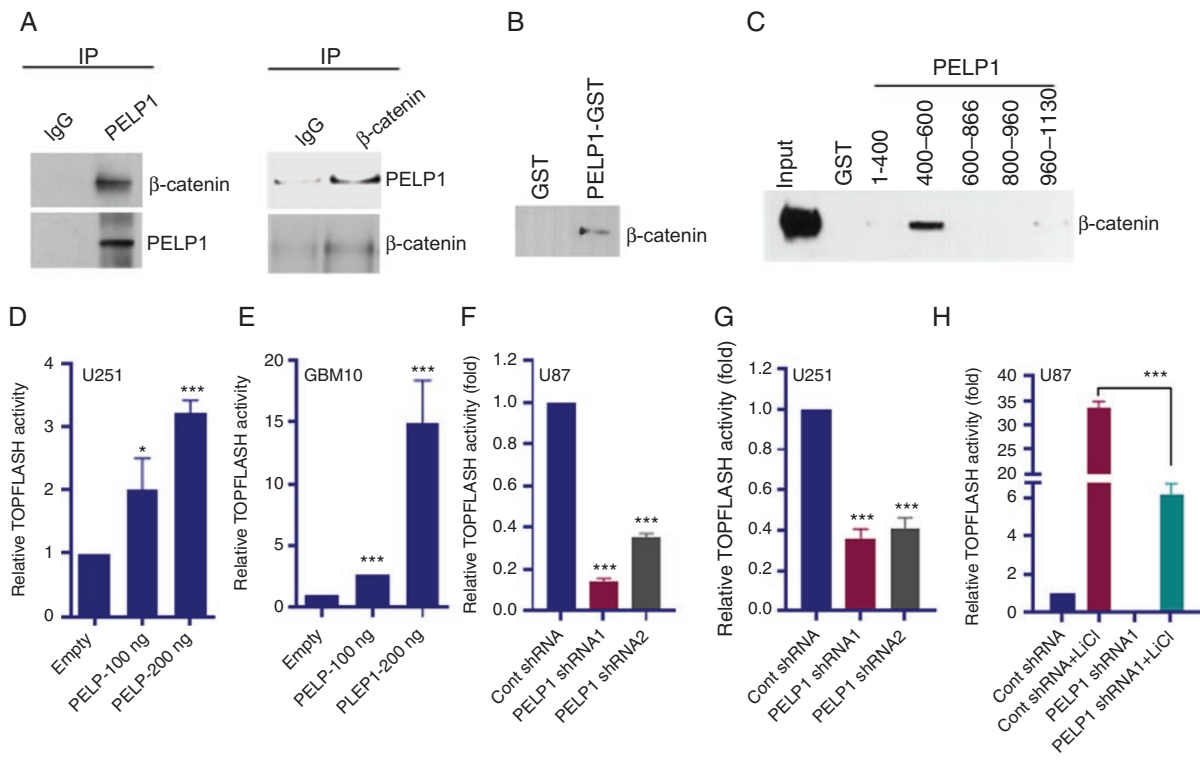 A
IP
IgG
PELP1
β-catenin
PELP1
IP
IgG
β-catenin
PELP1
β-catenin
B
GST
PELP1-GST
β-catenin
C
PELP1
Input
GST
1-400
400–600
600–866
800–960
960–1130
β-catenin
D
Relative TOPFLASH activity
4
3
2
1
0
U251
*
***
Empty
PELP-100 ng
PELP-200 ng
E
Relative TOPFLASH activity
20
15
10
5
0
GBM10
***
***
Empty
PELP-100 ng
PLEP1-200 ng
F
Relative TOPFLASH activity (fold)
1.2
1.0
0.8
0.6
0.4
0.2
0.0
U87
***
***
Cont shRNA
PELP1 shRNA1
PELP1 shRNA2
G
Relative TOPFLASH activity (fold)
1.2
1.0
0.8
0.6
0.4
0.2
0.0
U251
***
***
Cont shRNA
PELP1 shRNA1
PELP1 shRNA2
H
Relative TOPFLASH activity (fold)
40
35
30
25
20
6
4
2
0
U87
***
Cont shRNA
Cont shRNA+LiCl
PELP1 shRNA1
PELP1 shRNA1+LiCl